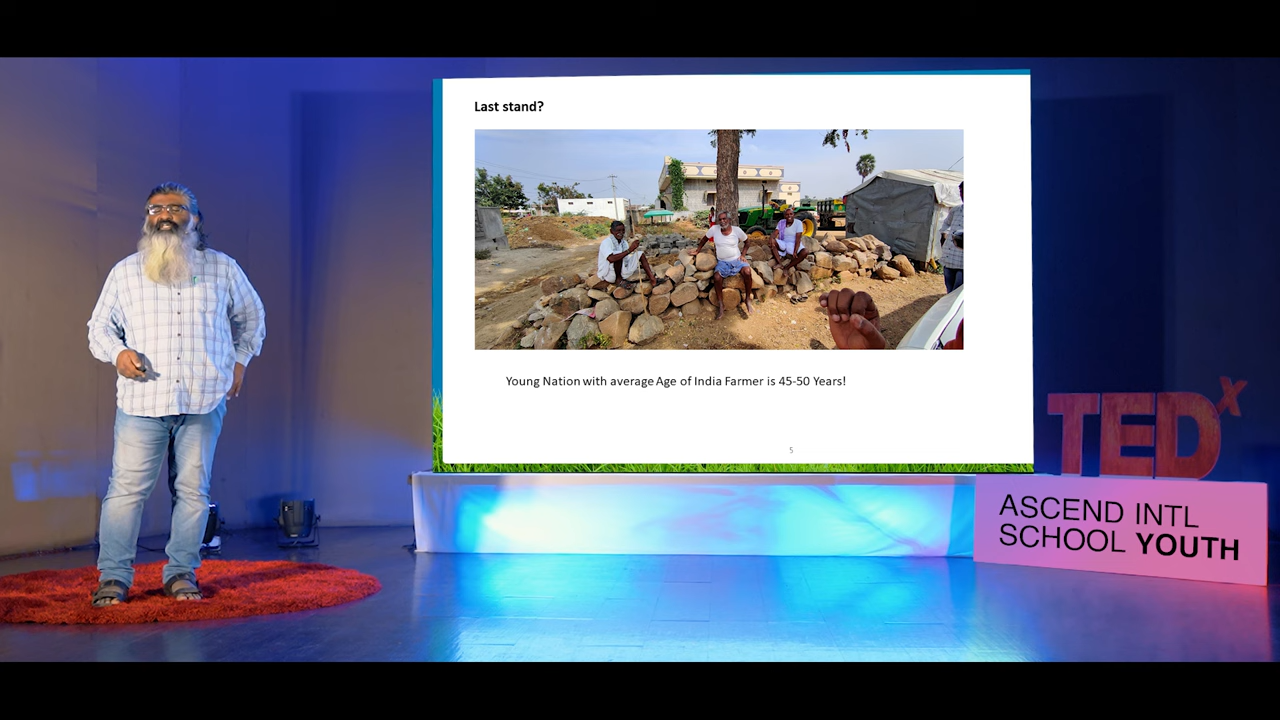 Last stand?
Young Nation with average Age of India Farmer is 45-50 Years!
5
TEDx
ASCEND INTL
SCHOOL YOUTH